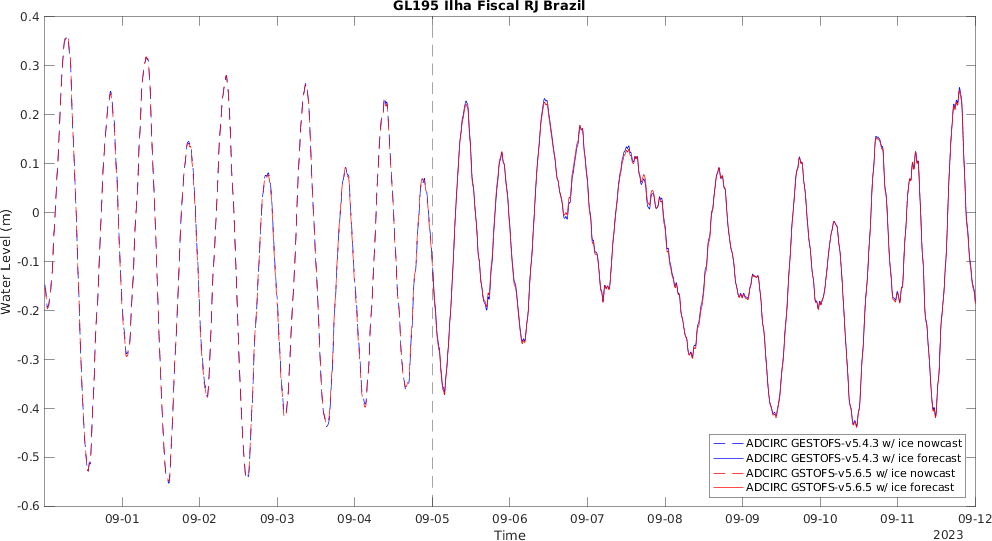 GL195 Ilha Fiscal RJ Brazil
0.4
0.3
0.2
0.1
0
-0.1
-0.2
-0.3
-0.4
-0.5
-0.6
Water Level (m)
ADCIRC GESTOFS-v5.4.3 w/ ice nowcast
ADCIRC GESTOFS-v5.4.3 w/ ice forecast
ADCIRC GSTOFS-v5.6.5 w/ ice nowcast
ADCIRC GSTOFS-v5.6.5 w/ ice forecast
09-01 09-02 09-03 09-04 09-05 09-06 09-07 09-08 09-09 09-10 09-11 09-12
Time
2023